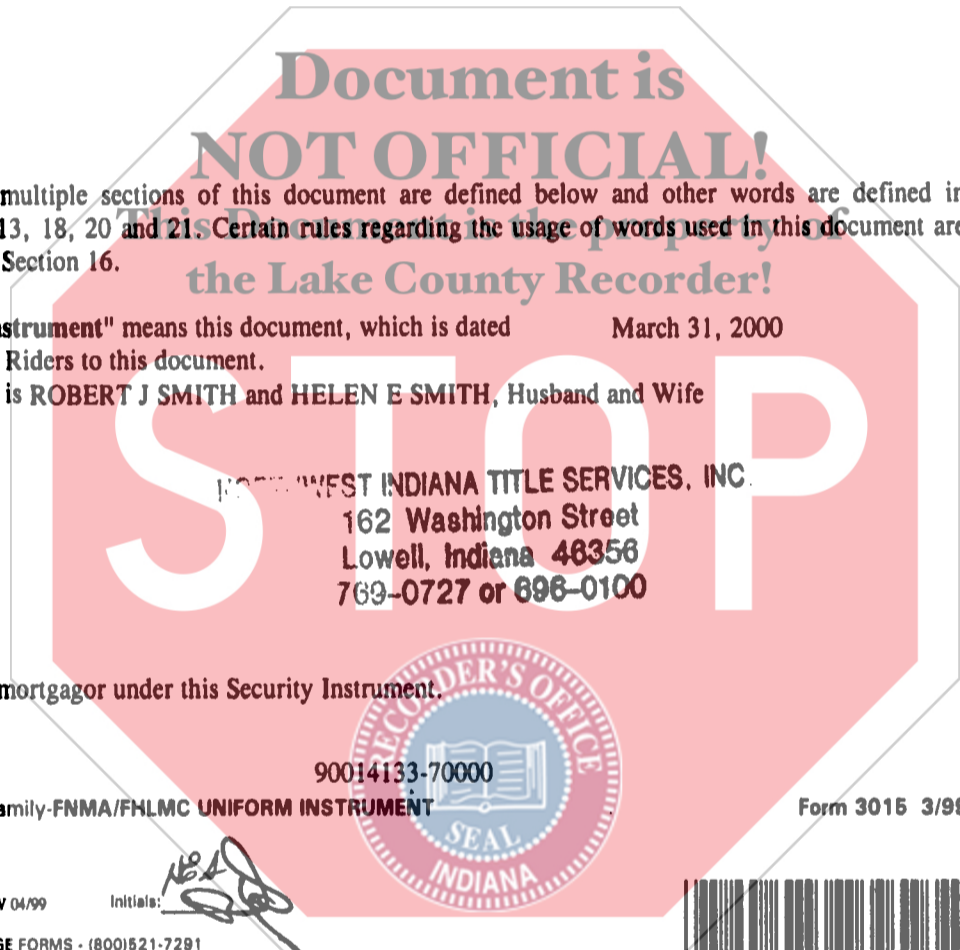 Document is
NOT OFFICIAL!
multiple sections of this document are defined below and other words are defined in
This Document is the property of
13, 18, 20 and 21. Certain rules regarding the usage of words used in this document are
Section 16.
the Lake County Recorder!
strument" means this document, which is dated March 31, 2000
Riders to this document.
is ROBERT J SMITH and HELEN E SMITH, Husband and Wife
STOP
WEST INDIANA TITLE SERVICES, INC.
162 Washington Street
Lowell, Indiana 46356
769-0727 or 696-0100
mortgagor under this Security Instrument.
RECORDER'S OFFICE
90014133-70000
amily-FNMA/FHLMC UNIFORM INSTRUMENT Form 3015 3/99
SEAL
INDIANA
04/99 Initials:
GE FORMS - (800)521-7291